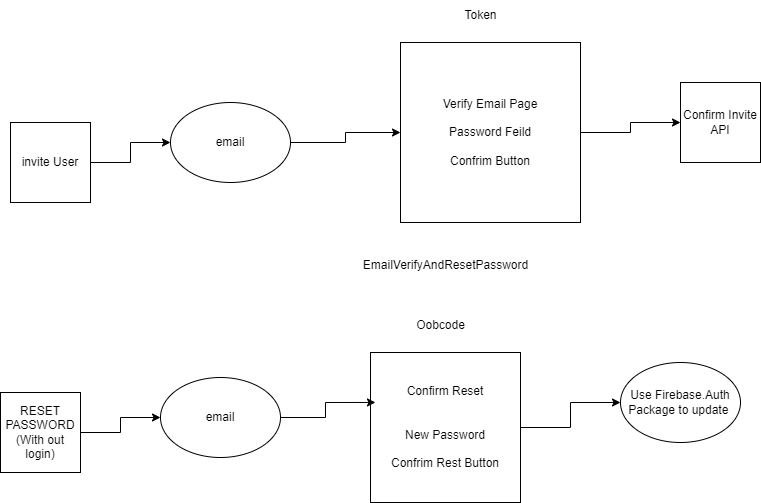 Token
Verify Email Page
Password Feild
Confrim Button
invite User
email
Confirm Invite
API
EmailVerifyAndResetPassword
Oobcode
Confirm Reset
New Password
Confrim Rest Button
RESET
PASSWORD
(With out
login)
email
Use Firebase.Auth
Package to update